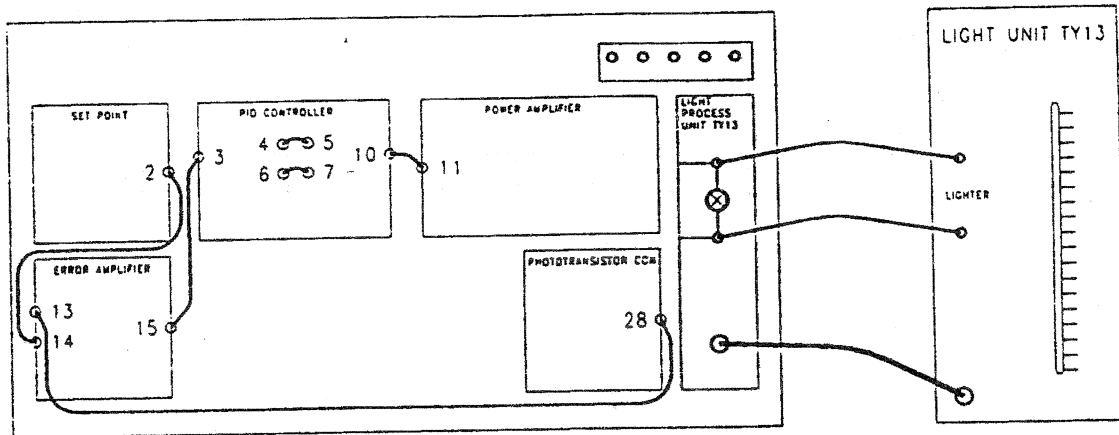 LIGHT UNIT TY13
SET POINT
PID CONTROLLER
POWER AMPLIFIER
LIGHT
PROCESS
UNIT TY13
4 5
2
3
10
11
6 7
LIGHTER
ERROR AMPLIFIER
PHOTOTRANSISTOR CON
13
15
28
14